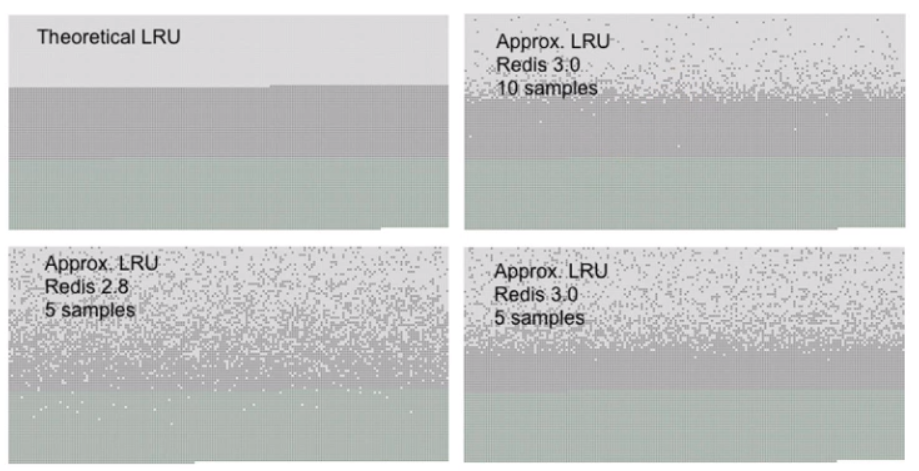 Theoretical LRU
Approx. LRU
Redis 3.0
10 samples
Approx. LRU
Redis 2.8
5 samples
Approx. LRU
Redis 3.0
5 samples